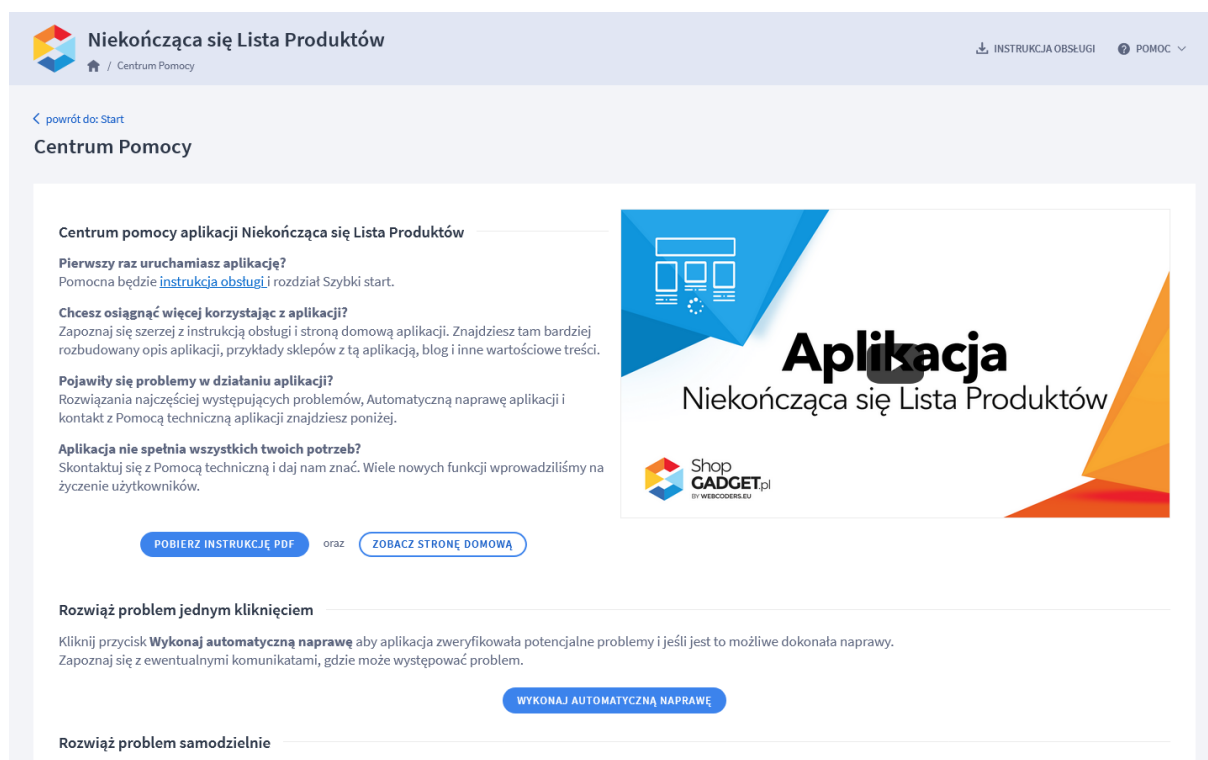 Niekończąca się Lista Produktów
/ Centrum Pomocy
INSTRUKCJA OBSŁUGI
POMOC
powrót do: Start
Centrum Pomocy
Centrum pomocy aplikacji Niekończąca się Lista Produktów
Pierwszy raz uruchamiasz aplikację?
Pomocna będzie instrukcja obsługi i rozdział Szybki start.
Chcesz osiągnąć więcej korzystając z aplikacji?
Zapoznaj się szerzej z instrukcją obsługi i stroną domową aplikacji. Znajdziesz tam bardziej
rozbudowany opis aplikacji, przykłady sklepów z tą aplikacją, blog i inne wartościowe treści.
Pojawiły się problemy w działaniu aplikacji?
Rozwiązania najczęściej występujących problemów, Automatyczną naprawę aplikacji i
kontakt z Pomocą techniczną aplikacji znajdziesz poniżej.
Aplikacja nie spełnia wszystkich twoich potrzeb?
Skontaktuj się z Pomocą techniczną i daj nam znać. Wiele nowych funkcji wprowadziliśmy na
życzenie użytkowników.
POBIERZ INSTRUKCJĘ PDF oraz ZOBACZ STRONĘ DOMOWĄ
Aplikacja
Niekończąca się Lista Produktów
Shop
GADGET.pl
BY WEBCODERS.EU
Rozwiąż problem jednym kliknięciem
Kliknij przycisk Wykonaj automatyczną naprawę aby aplikacja zweryfikowała potencjalne problemy i jeśli jest to możliwe dokonała naprawy.
Zapoznaj się z ewentualnymi komunikatami, gdzie może występować problem.
WYKONAJ AUTOMATYCZNĄ NAPRAWĘ
Rozwiąż problem samodzielnie